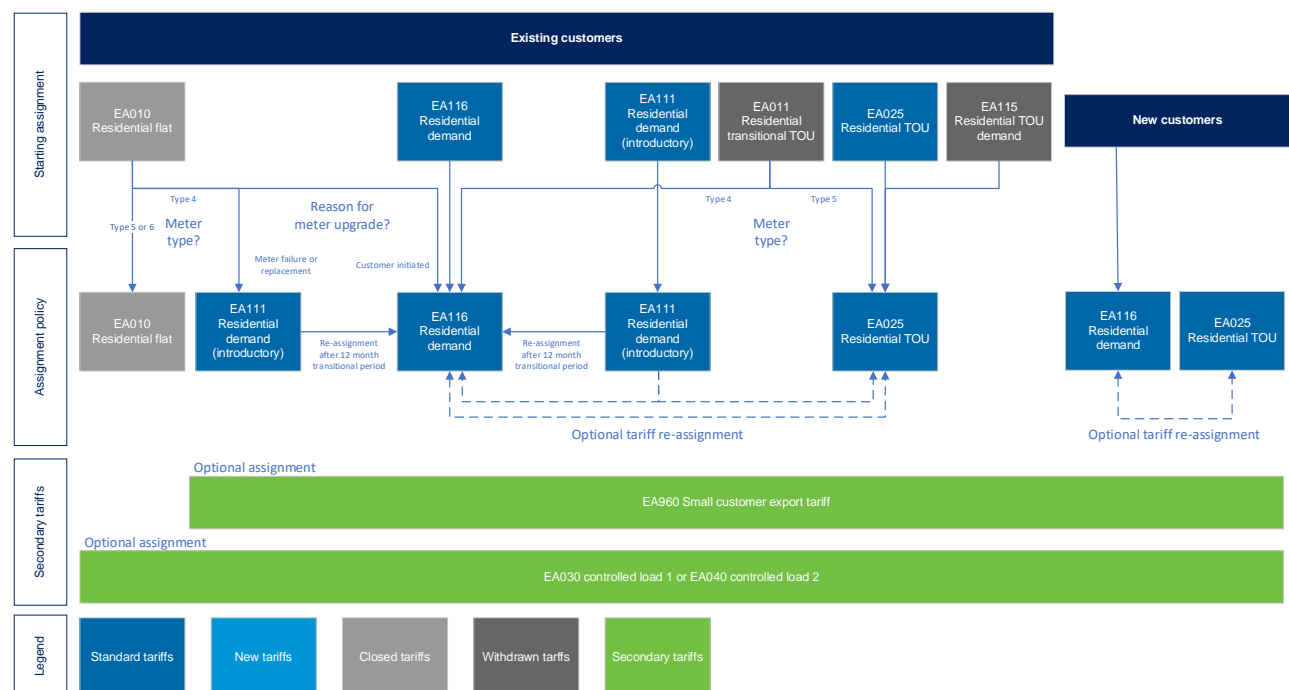 Starting assignment
Existing customers
EA010
Residential flat
EA116
Residential
demand
EA111
Residential
demand
(introductory)
EA011
Residential
transitional TOU
EA025
Residential TOU
EA115
Residential TOU
demand
New customers
Type 4
Type 5 or 6
Meter
type?
Reason for
meter upgrade?
Meter failure or
replacement
Customer initiated
Type 4
Type 5
Meter
type?
Assignment policy
EA010
Residential flat
EA111
Residential
demand
(introductory)
Re-assignment
after 12 month
transitional period
EA116
Residential
demand
Re-assignment
after 12 month
transitional period
EA111
Residential
demand
(introductory)
EA025
Residential TOU
EA116
Residential
demand
EA025
Residential TOU
Optional tariff re-assignment
Optional tariff re-assignment
Secondary tariffs
Optional assignment
EA960 Small customer export tariff
Optional assignment
EA030 controlled load 1 or EA040 controlled load 2
Legend
Standard tariffs
New tariffs
Closed tariffs
Withdrawn tarffs
Secondary tariffs